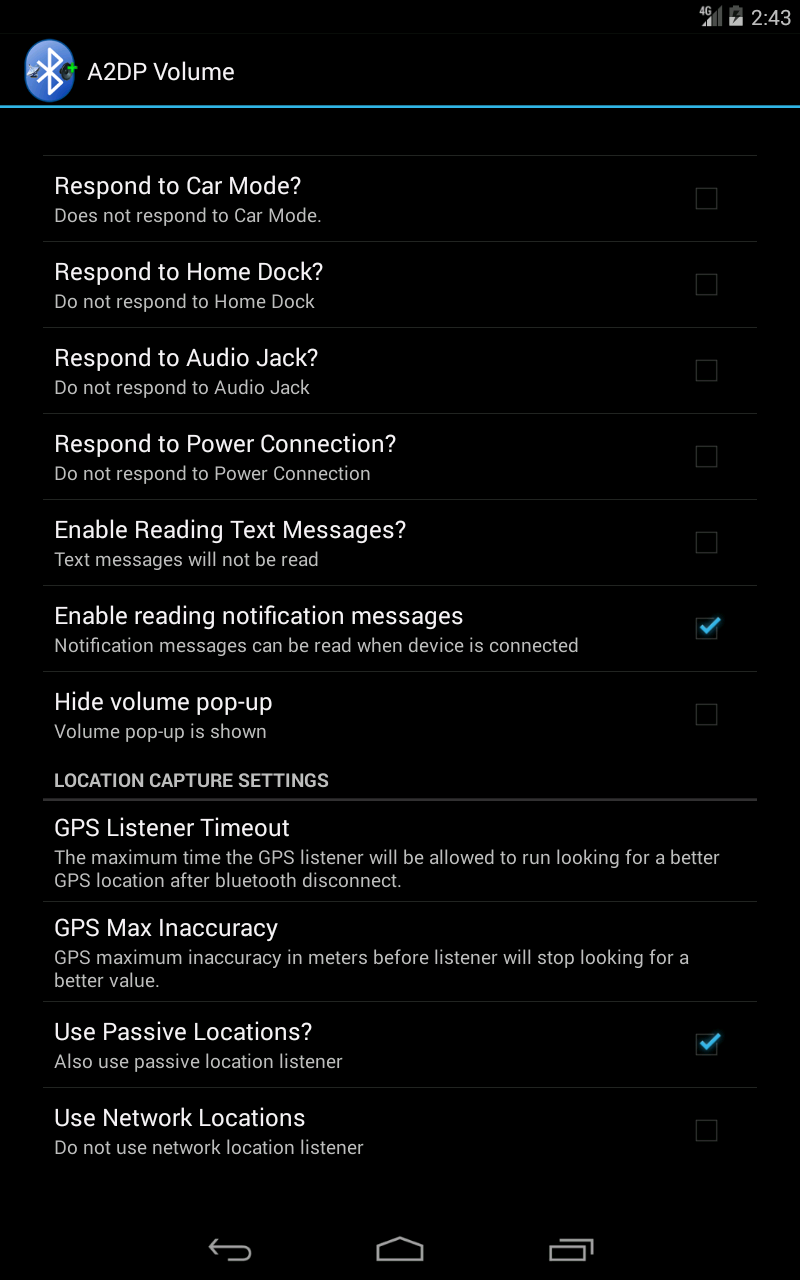 4G 2:43
A2DP Volume
Respond to Car Mode?
Does not respond to Car Mode.
Respond to Home Dock?
Do not respond to Home Dock
Respond to Audio Jack?
Do not respond to Audio Jack
Respond to Power Connection?
Do not respond to Power Connection
Enable Reading Text Messages?
Text messages will not be read
Enable reading notification messages
Notification messages can be read when device is connected
Hide volume pop-up
Volume pop-up is shown
LOCATION CAPTURE SETTINGS
GPS Listener Timeout
The maximum time the GPS listener will be allowed to run looking for a better
GPS location after bluetooth disconnect.
GPS Max Inaccuracy
GPS maximum inaccuracy in meters before listener will stop looking for a
better value.
Use Passive Locations?
Also use passive location listener
Use Network Locations
Do not use network location listener